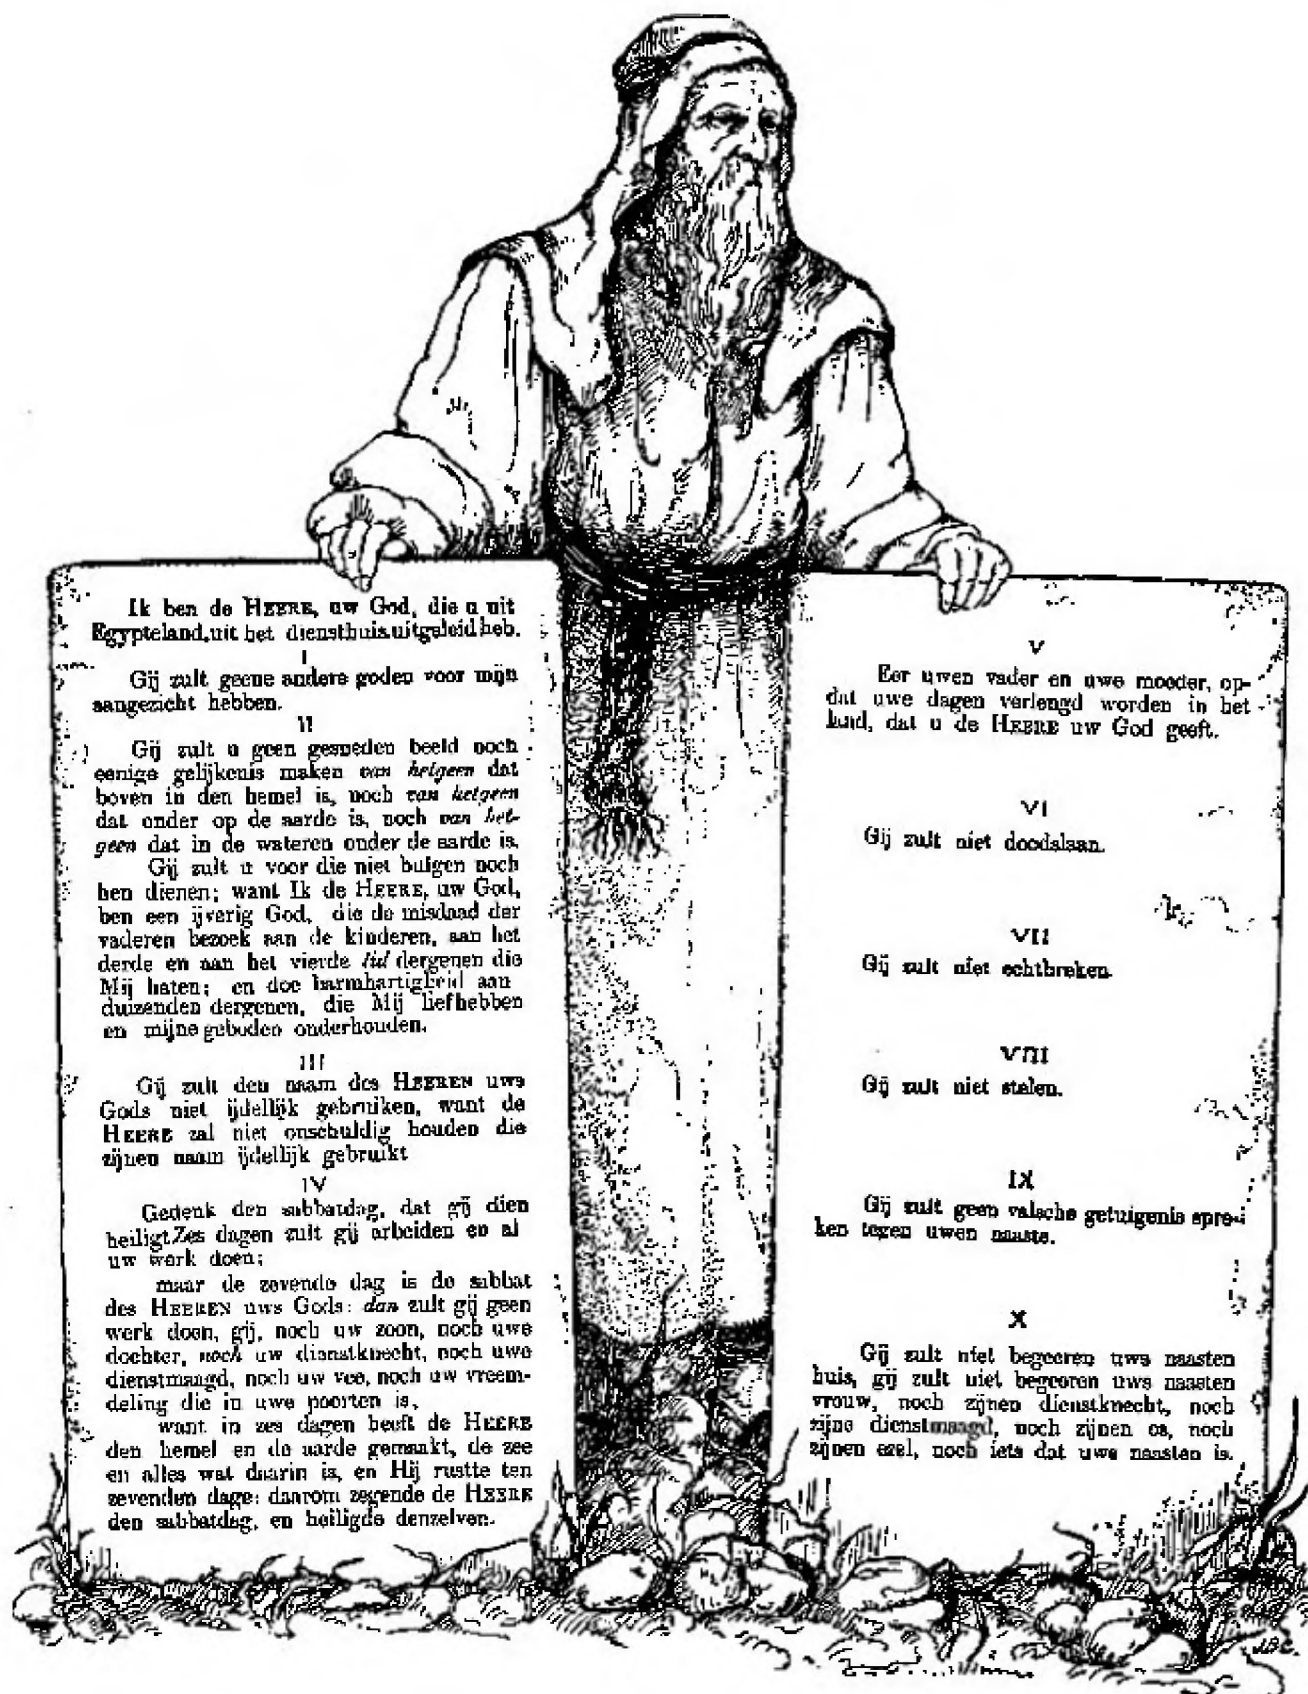 Ik ben de HEERE, uw God, die u uit
Egypteland, uit het diensthuis uitgeleid heb.
I
Gij zult geene andere goden voor mijn
aangezicht hebben.
II
Gij zult u geen gesneden beeld noch
eenige gelijkenis maken van hetgeen dat
boven in den hemel is, noch van hetgeen
dat onder op de aarde is, noch van het-
geen dat in de wateren onder de aarde is.
Gij zult u voor die niet buigen noch
hen dienen; want Ik de HEERE, uw God,
ben een ijverig God, die de misdaad der
vaderen bezoek aan de kinderen, aan het
derde en aan het vierde lid dergenen die
Mij haten; en doe barmhartigheid aan
duizenden dergenen, die Mij liefhebben
en mijne geboden onderhouden.
III
Gij zult den naam des HEEREN uws
Gods niet ijdellijk gebruiken, want de
HEERE zal niet onschuldig houden die
zijnen naam ijdellijk gebruikt
IV
Gedenk den sabbatdag, dat gij dien
heiligt Zes dagen zult gij arbeiden en al
uw werk doen;
maar de zevende dag is de sabbat
des HEEREN uws Gods: dan zult gij geen
werk doen, gij, noch uw zoon, noch uwe
dochter, noch uw dienstknecht, noch uwe
dienstmaagd, noch uw vee, noch uw vreem-
deling die in uwe poorten is,
want in zes dagen heeft de HEERE
den hemel en de aarde gemaakt, de zee
en alles wat daarin is, en Hij rustte ten
zevenden dage: daarom zegende de HEERE
den sabbatdag, en heiligde denzelven.
V
Eer uwen vader en uwe moeder, op-
dat uwe dagen verlengd worden in het
land, dat u de HEERE uw God geeft.
VI
Gij zult niet doodslaan.
VII
Gij zult niet echtbreken.
VIII
Gij zult niet stelen.
IX
Gij zult geen valsche getuigenis spre-
ken tegen uwen naaste.
X
Gij zult niet begeeren uws naasten
huis, gij zult niet begeeren uws naasten
vrouw, noch zijnen dienstknecht, noch
zijne dienstmaagd, noch zijnen os, noch
zijnen ezel, noch iets dat uws naasten is.